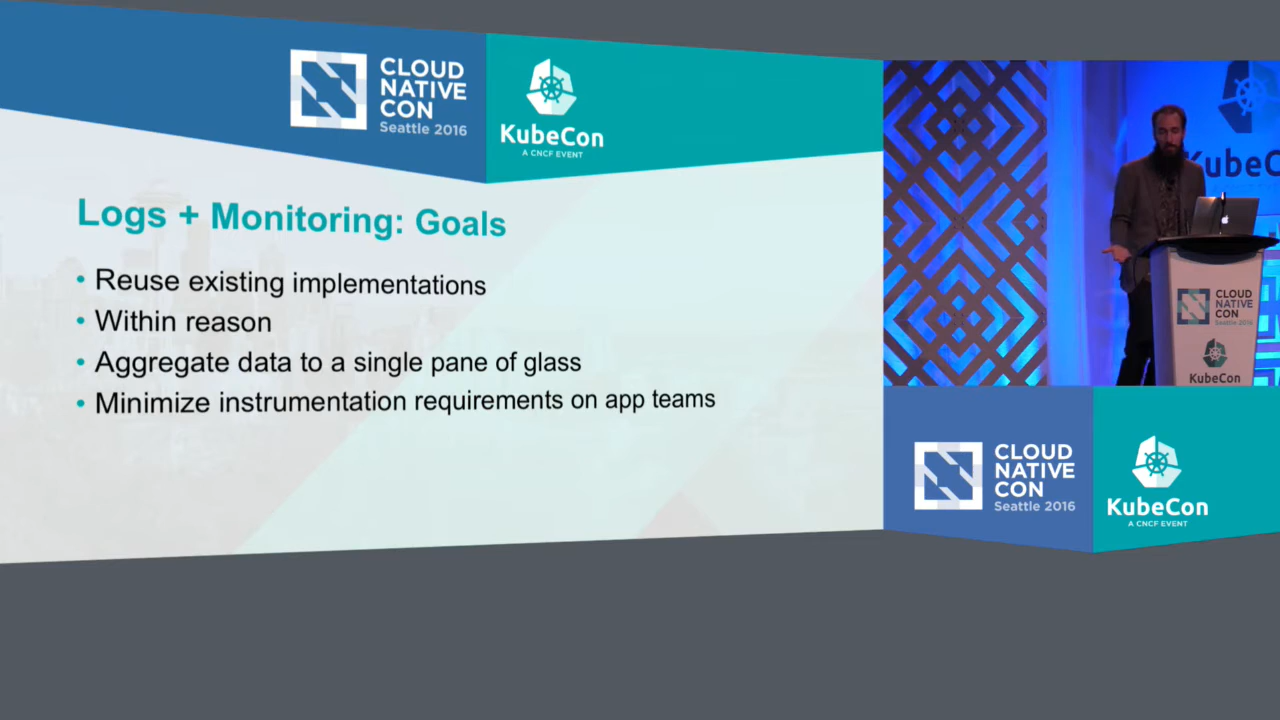 CLOUD
NATIVE
CON
Seattle 2016
KubeCon
A CNCF EVENT
Logs + Monitoring: Goals
• Reuse existing implementations
• Within reason
• Aggregate data to a single pane of glass
• Minimize instrumentation requirements on app teams
KubeC
CLOUD
NATIVE
CON
Seattle 2016
KubeCon
CLOUD
NATIVE
CON
Seattle 2016
KubeCon
A CNCF EVENT